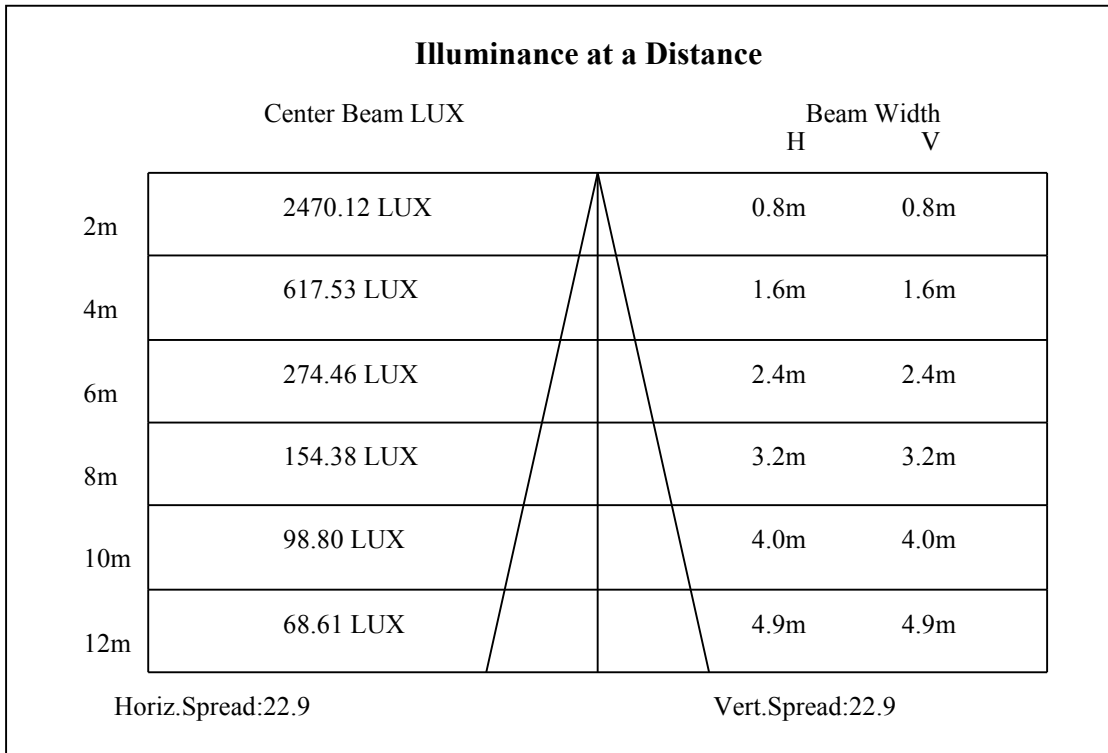 Illuminance at a Distance
Center Beam LUX Beam Width
H V
2m 2470.12 LUX 0.8m 0.8m
4m 617.53 LUX 1.6m 1.6m
6m 274.46 LUX 2.4m 2.4m
8m 154.38 LUX 3.2m 3.2m
10m 98.80 LUX 4.0m 4.0m
12m 68.61 LUX 4.9m 4.9m
Horiz.Spread:22.9 Vert.Spread:22.9